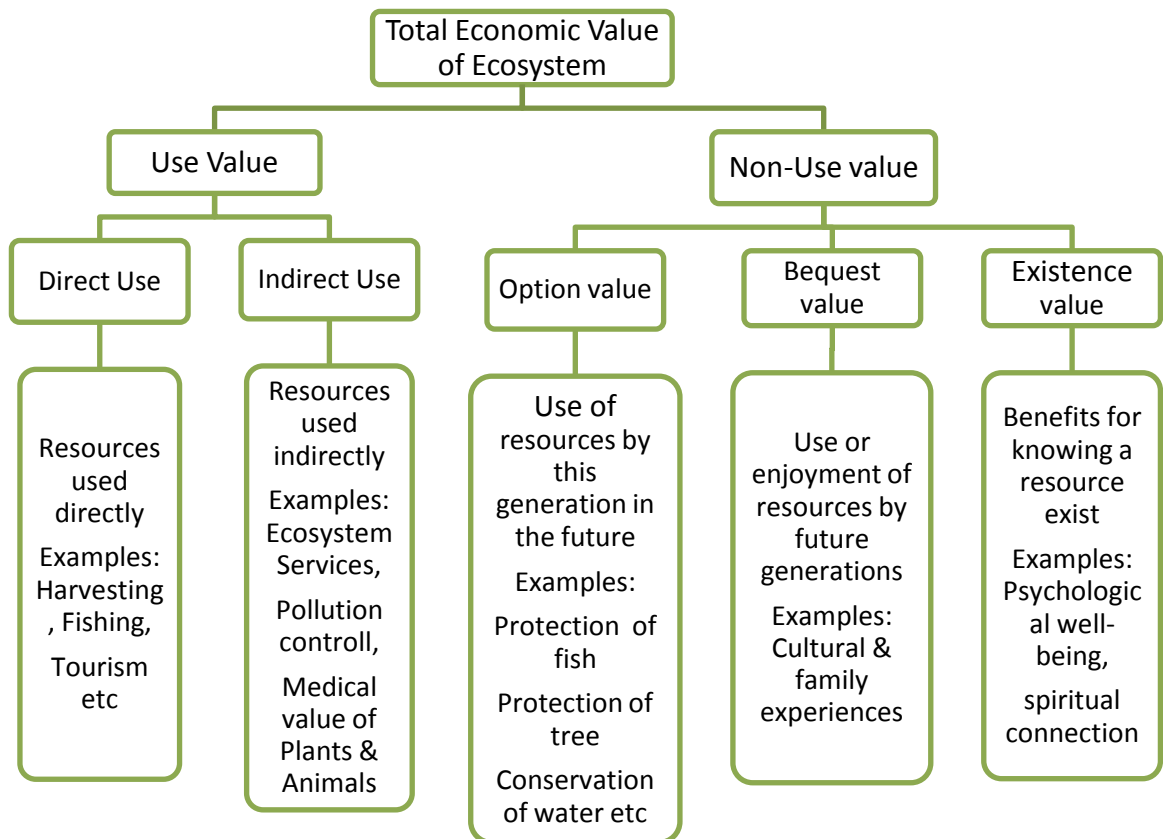 Total Economic Value
of Ecosystem
Use Value
Non-Use value
Direct Use
Indirect Use
Option value
Bequest
value
Existence
value
Resources
used
directly
Examples:
Harvesting
, Fishing,
Tourism
etc
Resources
used
indirectly
Examples:
Ecosystem
Services,
Pollution
controll,
Medical
value of
Plants &
Animals
Use of
resources by
this
generation in
the future
Examples:
Protection of
fish
Protection of
tree
Conservation
of water etc
Use or
enjoyment of
resources by
future
generations
Examples:
Cultural &
family
experiences
Benefits for
knowing a
resource
exist
Examples:
Psychologic
al well-
being,
spiritual
connection